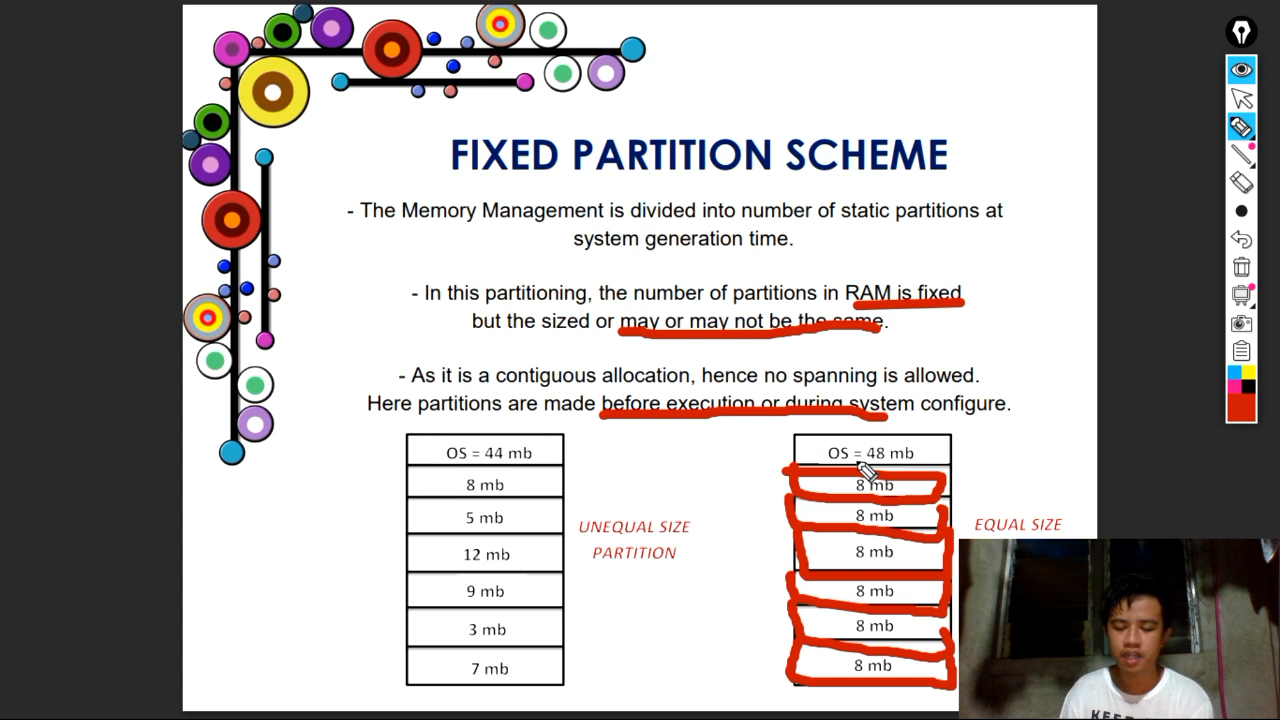 FIXED PARTITION SCHEME
- The Memory Management is divided into number of static partitions at
system generation time.
- In this partitioning, the number of partitions in RAM is fixed
but the sized or may or may not be the same.
- As it is a contiguous allocation, hence no spanning is allowed.
Here partitions are made before execution or during system configure.
OS = 44 mb
8 mb
5 mb
12 mb
9 mb
3 mb
7 mb
UNEQUAL SIZE
PARTITION
OS = 48 mb
8 mb
8 mb
8 mb
8 mb
8 mb
8 mb
EQUAL SIZE